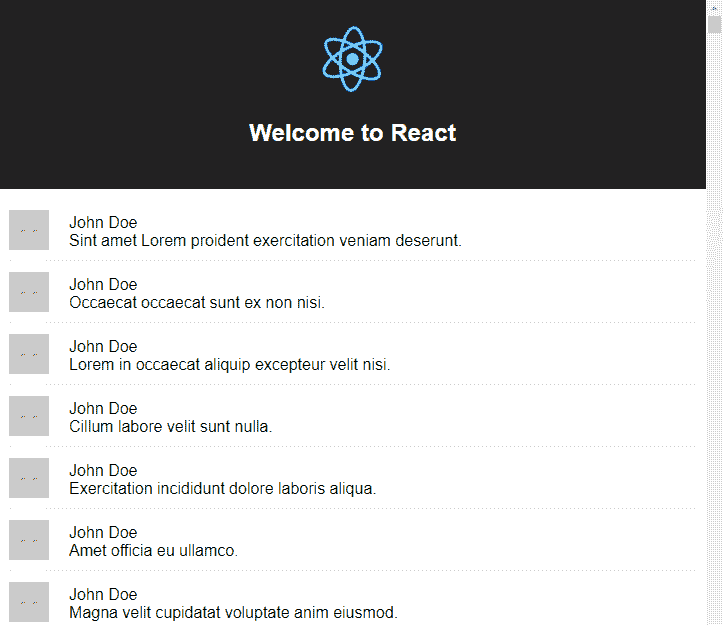 Welcome to React
John Doe
Sint amet Lorem proident exercitation veniam deserunt.
John Doe
Occaecat occaecat sunt ex non nisi.
John Doe
Lorem in occaecat aliquip excepteur velit nisi.
John Doe
Cillum labore velit sunt nulla.
John Doe
Exercitation incididunt dolore laboris aliqua.
John Doe
Amet officia eu ullamco.
John Doe
Magna velit cupidatat voluptate anim eiusmod.